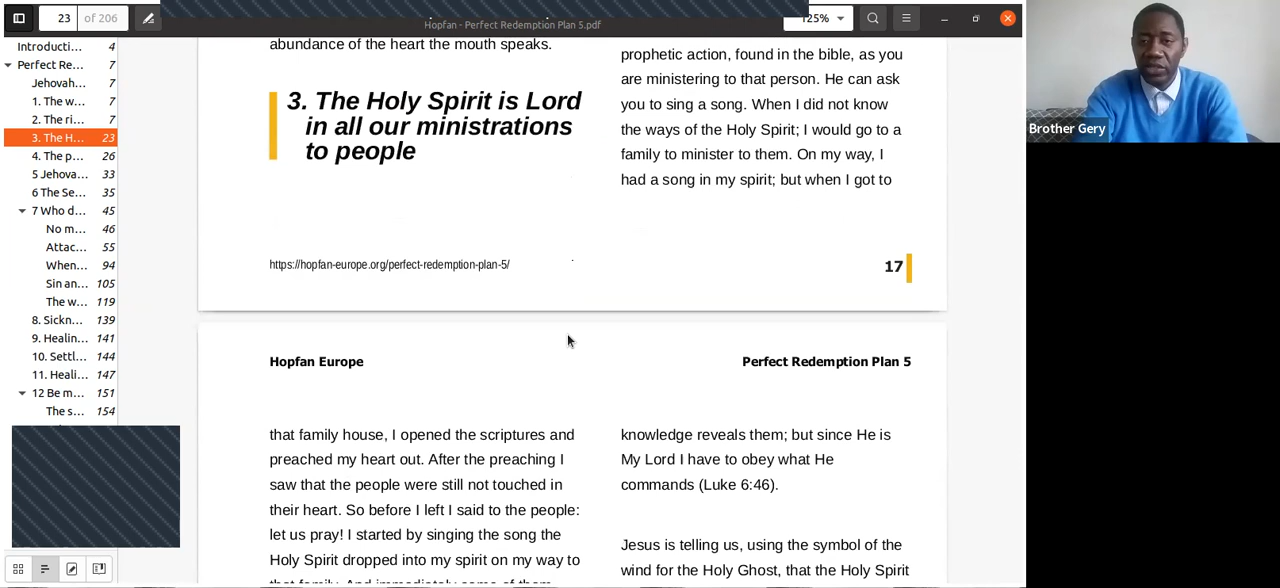 23 of 206
Hopfan - Perfect Redemption Plan 5.pdf
125%
Introducti... 4
Perfect Re... 7
Jehovah... 7
1. The w... 7
2. The ri... 7
3. The H... 23
4. The p... 26
5 Jehova... 33
6 The Se... 35
7 Who d... 45
No m... 46
Attac... 55
When... 94
Sin an... 105
The w... 119
8. Sickn... 139
9. Healin... 141
10. Settl... 144
11. Heali... 147
12 Be m... 151
The s... 154
abundance of the heart the mouth speaks.
3. The Holy Spirit is Lord
in all our ministrations
to people
prophetic action, found in the bible, as you
are ministering to that person. He can ask
you to sing a song. When I did not know
the ways of the Holy Spirit; I would go to a
family to minister to them. On my way, I
had a song in my spirit; but when I got to
https://hopfan-europe.org/perfect-redemption-plan-5/
17
Hopfan Europe
Perfect Redemption Plan 5
that family house, I opened the scriptures and
preached my heart out. After the preaching I
saw that the people were still not touched in
their heart. So before I left I said to the people:
let us pray! I started by singing the song the
Holy Spirit dropped into my spirit on my way to
that family. And immediately some of them
knowledge reveals them; but since He is
My Lord I have to obey what He
commands (Luke 6:46).
Jesus is telling us, using the symbol of the
wind for the Holy Ghost, that the Holy Spirit
Brother Gery